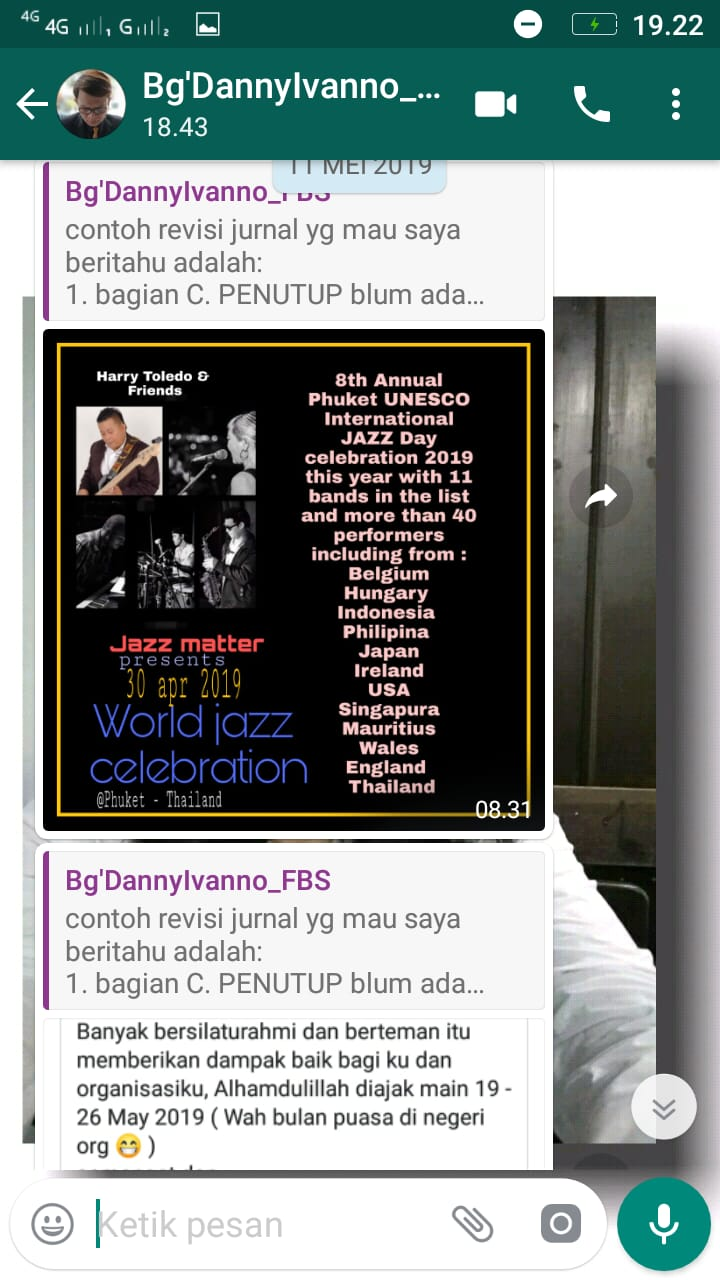 4G 4G 1 G 2 19.22
Bg'DannyIvanno_...
18.43
11 MEI 2019
Bg'DannyIvanno_FBS
contoh revisi jurnal yg mau saya
beritahu adalah:
1. bagian C. PENUTUP blum ada...
Harry Toledo &
Friends
Jazz matter
presents
30 apr 2019
World jazz
celebration
@Phuket - Thailand
8th Annual
Phuket UNESCO
International
JAZZ Day
celebration 2019
this year with 11
bands in the list
and more than 40
performers
including from :
Belgium
Hungary
Indonesia
Philipina
Japan
Ireland
USA
Singapura
Mauritius
Wales
England
Thailand
08.31
Bg'DannyIvanno_FBS
contoh revisi jurnal yg mau saya
beritahu adalah:
1. bagian C. PENUTUP blum ada...
Banyak bersilaturahmi dan berteman itu
memberikan dampak baik bagi ku dan
organisasiku, Alhamdulillah diajak main 19 -
26 May 2019 ( Wah bulan puasa di negeri
org 😁 )
Ketik pesan